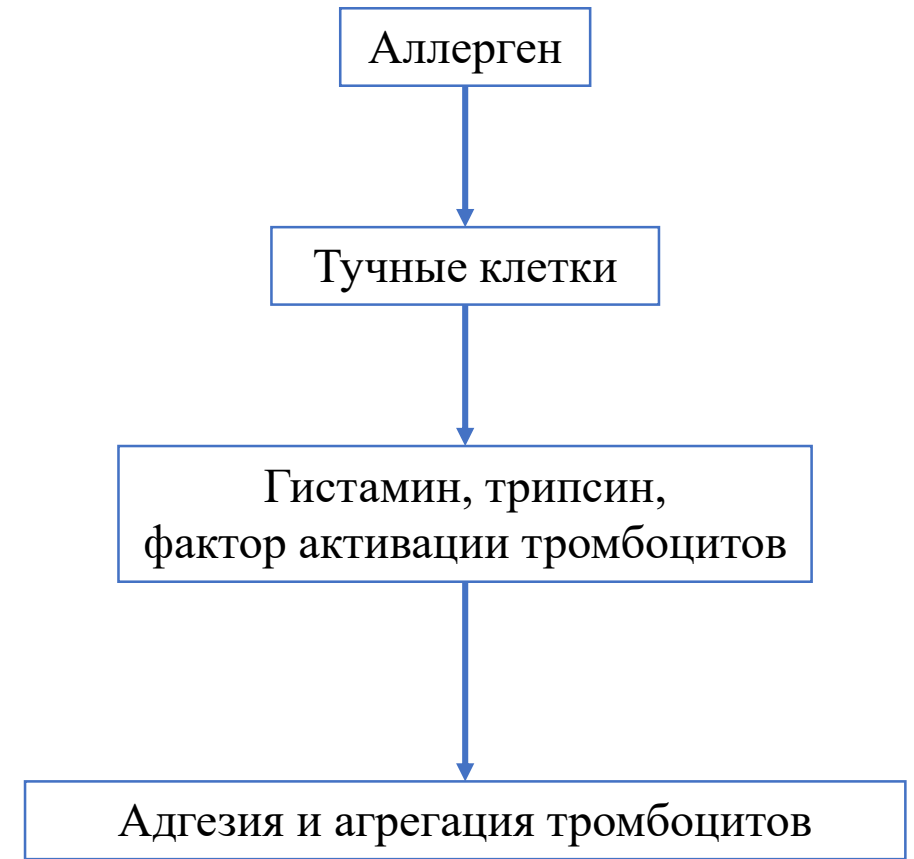 Аллерген
Тучные клетки
Гистамин, трипсин,
фактор активации тромбоцитов
Адгезия и агрегация тромбоцитов